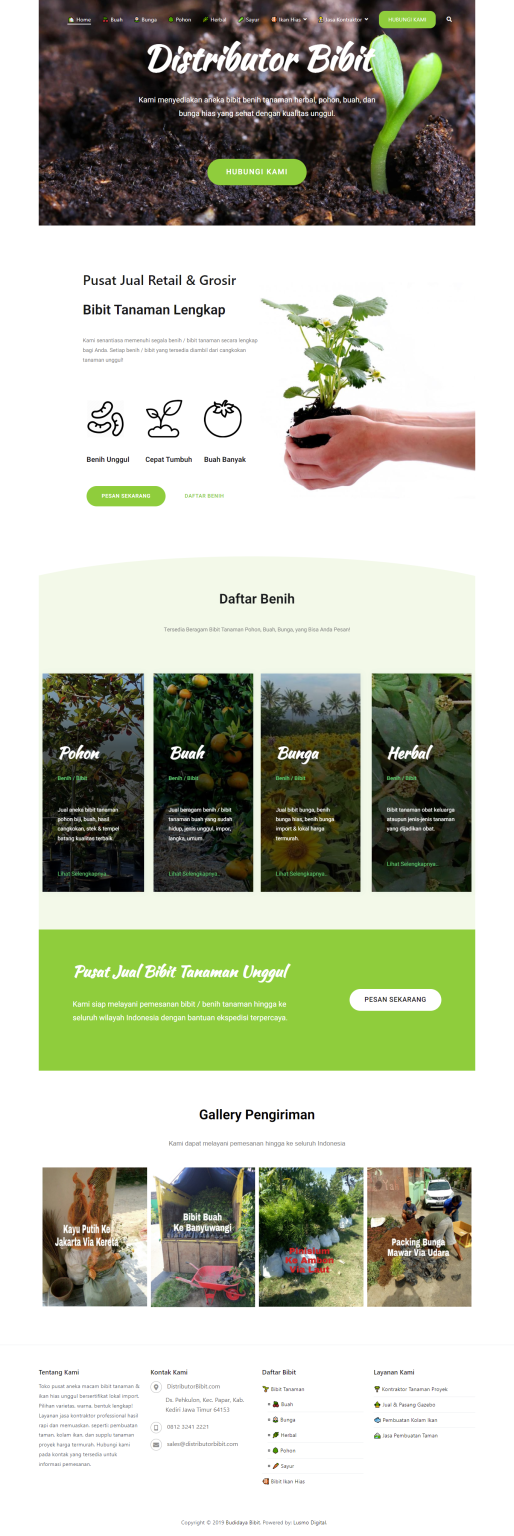 Home Buah Bunga Pohon Herbal Sayur Ikan Hias Jasa Kontraktor HUBUNGI KAMI
Distributor Bibit
Kami menyediakan aneka bibit benih tanaman herbal, pohon, buah, dan
bunga hias yang sehat dengan kualitas unggul.
HUBUNGI KAMI
Pusat Jual Retail & Grosir
Bibit Tanaman Lengkap
Kami senantiasa memenuhi segala benih / bibit tanaman secara lengkap
bagi Anda. Setiap benih / bibit yang tersedia diambil dari cangkokan
tanaman unggul!
Benih Unggul Cepat Tumbuh Buah Banyak
PESAN SEKARANG DAFTAR BENIH
Daftar Benih
Tersedia Beragam Bibit Tanaman Pohon, Buah, Bunga, yang Bisa Anda Pesan!
Pohon
Benih / Bibit
Jual aneka bibit tanaman
pohon biji, buah, hasil
cangkokan, stek & tempel
batang kualitas terbaik.
Lihat Selengkapnya..
Buah
Benih / Bibit
Jual beragam benih / bibit
tanaman buah yang sudah
hidup, jenis unggul, impor,
langka, umum.
Lihat Selengkapnya..
Bunga
Benih / Bibit
Jual bibit bunga, benih
bunga hias, benih bunga
import & lokal harga
termurah.
Lihat Selengkapnya..
Herbal
Benih / Bibit
Bibit tanaman obat keluarga
ataupun jenis-jenis tanaman
yang dijadikan obat.
Lihat Selengkapnya..
Pusat Jual Bibit Tanaman Unggul
Kami siap melayani pemesanan bibit / benih tanaman hingga ke
seluruh wilayah Indonesia dengan bantuan ekspedisi terpercaya.
PESAN SEKARANG
Gallery Pengiriman
Kami dapat melayani pemesanan hingga ke seluruh Indonesia
Kayu Putih Ke
Jakarta Via Kereta
Bibit Buah
Ke Banyuwangi
Ke Ambon
Via Laut
Packing Bunga
Mawar Via Udara
Tentang Kami
Toko pusat aneka macam bibit tanaman &
ikan hias unggul bersertifikat lokal import.
Pilihan varietas, warna, bentuk lengkap!
Layanan jasa kontraktor professional hasil
rapi dan memuaskan, seperti pembuatan
taman, kolam ikan, dan supply tanaman
proyek harga termurah. Hubungi kami
pada kontak yang tersedia untuk
informasi pemesanan.
Kontak Kami
DistributorBibit.com
Ds. Pehkulon, Kec. Papar, Kab.
Kediri Jawa Timur 64153
0812 3241 2221
sales@distributorbibit.com
Daftar Bibit
Bibit Tanaman
Buah
Bunga
Herbal
Pohon
Sayur
Bibit Ikan Hias
Layanan Kami
Kontraktor Tanaman Proyek
Jual & Pasang Gazebo
Pembuatan Kolam Ikan
Jasa Pembuatan Taman
Copyright © 2019 Budidaya Bibit. Powered by: Lusmo Digital.